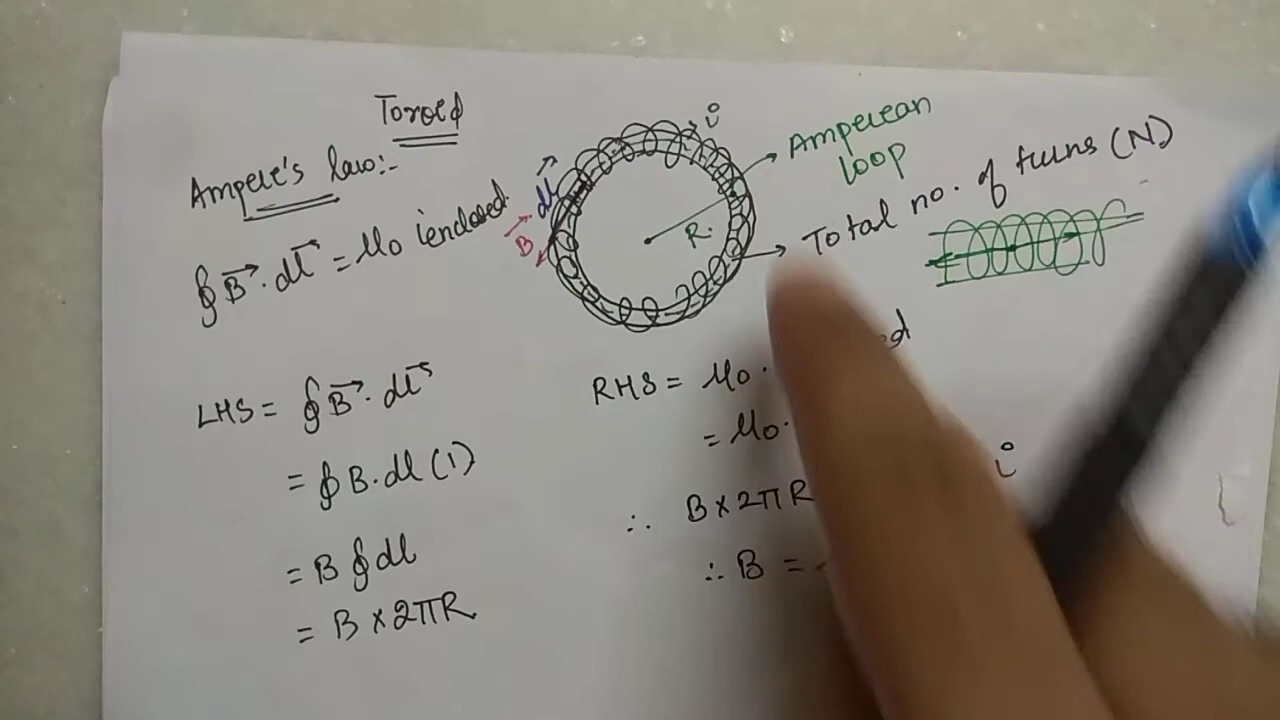 Toroid
Ampere's law:-
∮ B⃗ . dl⃗ = μ₀ ienclosed
i
Amperean
loop
dl
B
R.
Total no. of turns (N)
LHS = ∮ B⃗ . dl⃗
= ∮ B.dl (1)
= B ∮ dl
= B × 2πR
RHS = μ₀ .
= μ₀ .
i
∴ B × 2πR
∴ B =